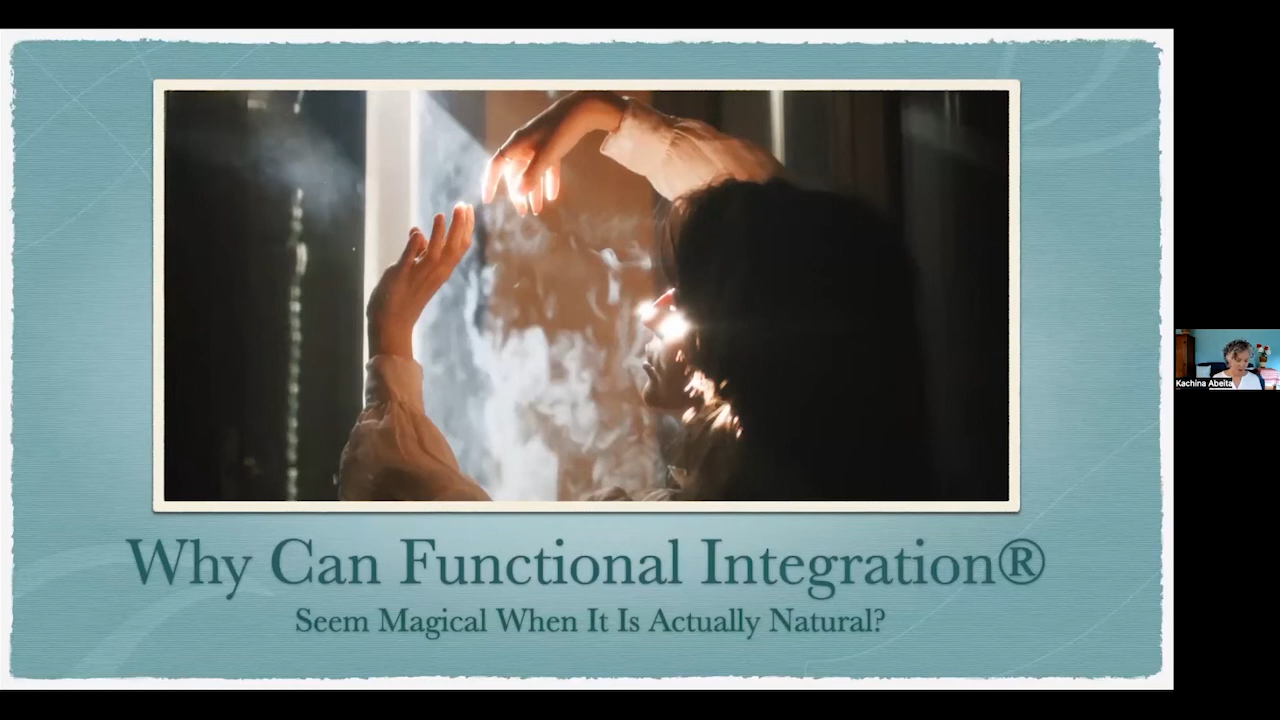 Why Can Functional Integration®
Seem Magical When It Is Actually Natural?
Kachina Abeita